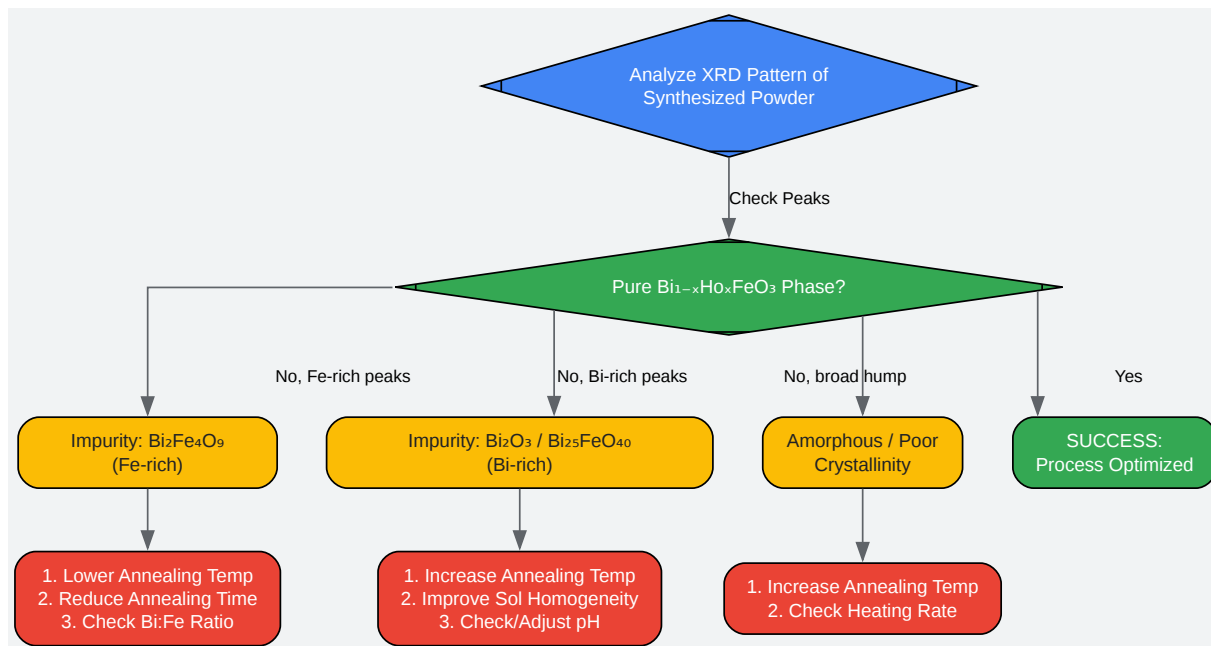 Analyze XRD Pattern of
Synthesized Powder
Check Peaks
Pure Bi₁₋ₓHoₓFeO₃ Phase?
No, Fe-rich peaks
No, Bi-rich peaks
No, broad hump
Yes
Impurity: Bi₂Fe₄O₉
(Fe-rich)
Impurity: Bi₂O₃ / Bi₂₅FeO₄₀
(Bi-rich)
Amorphous / Poor
Crystallinity
SUCCESS:
Process Optimized
1. Lower Annealing Temp
2. Reduce Annealing Time
3. Check Bi:Fe Ratio
1. Increase Annealing Temp
2. Improve Sol Homogeneity
3. Check/Adjust pH
1. Increase Annealing Temp
2. Check Heating Rate